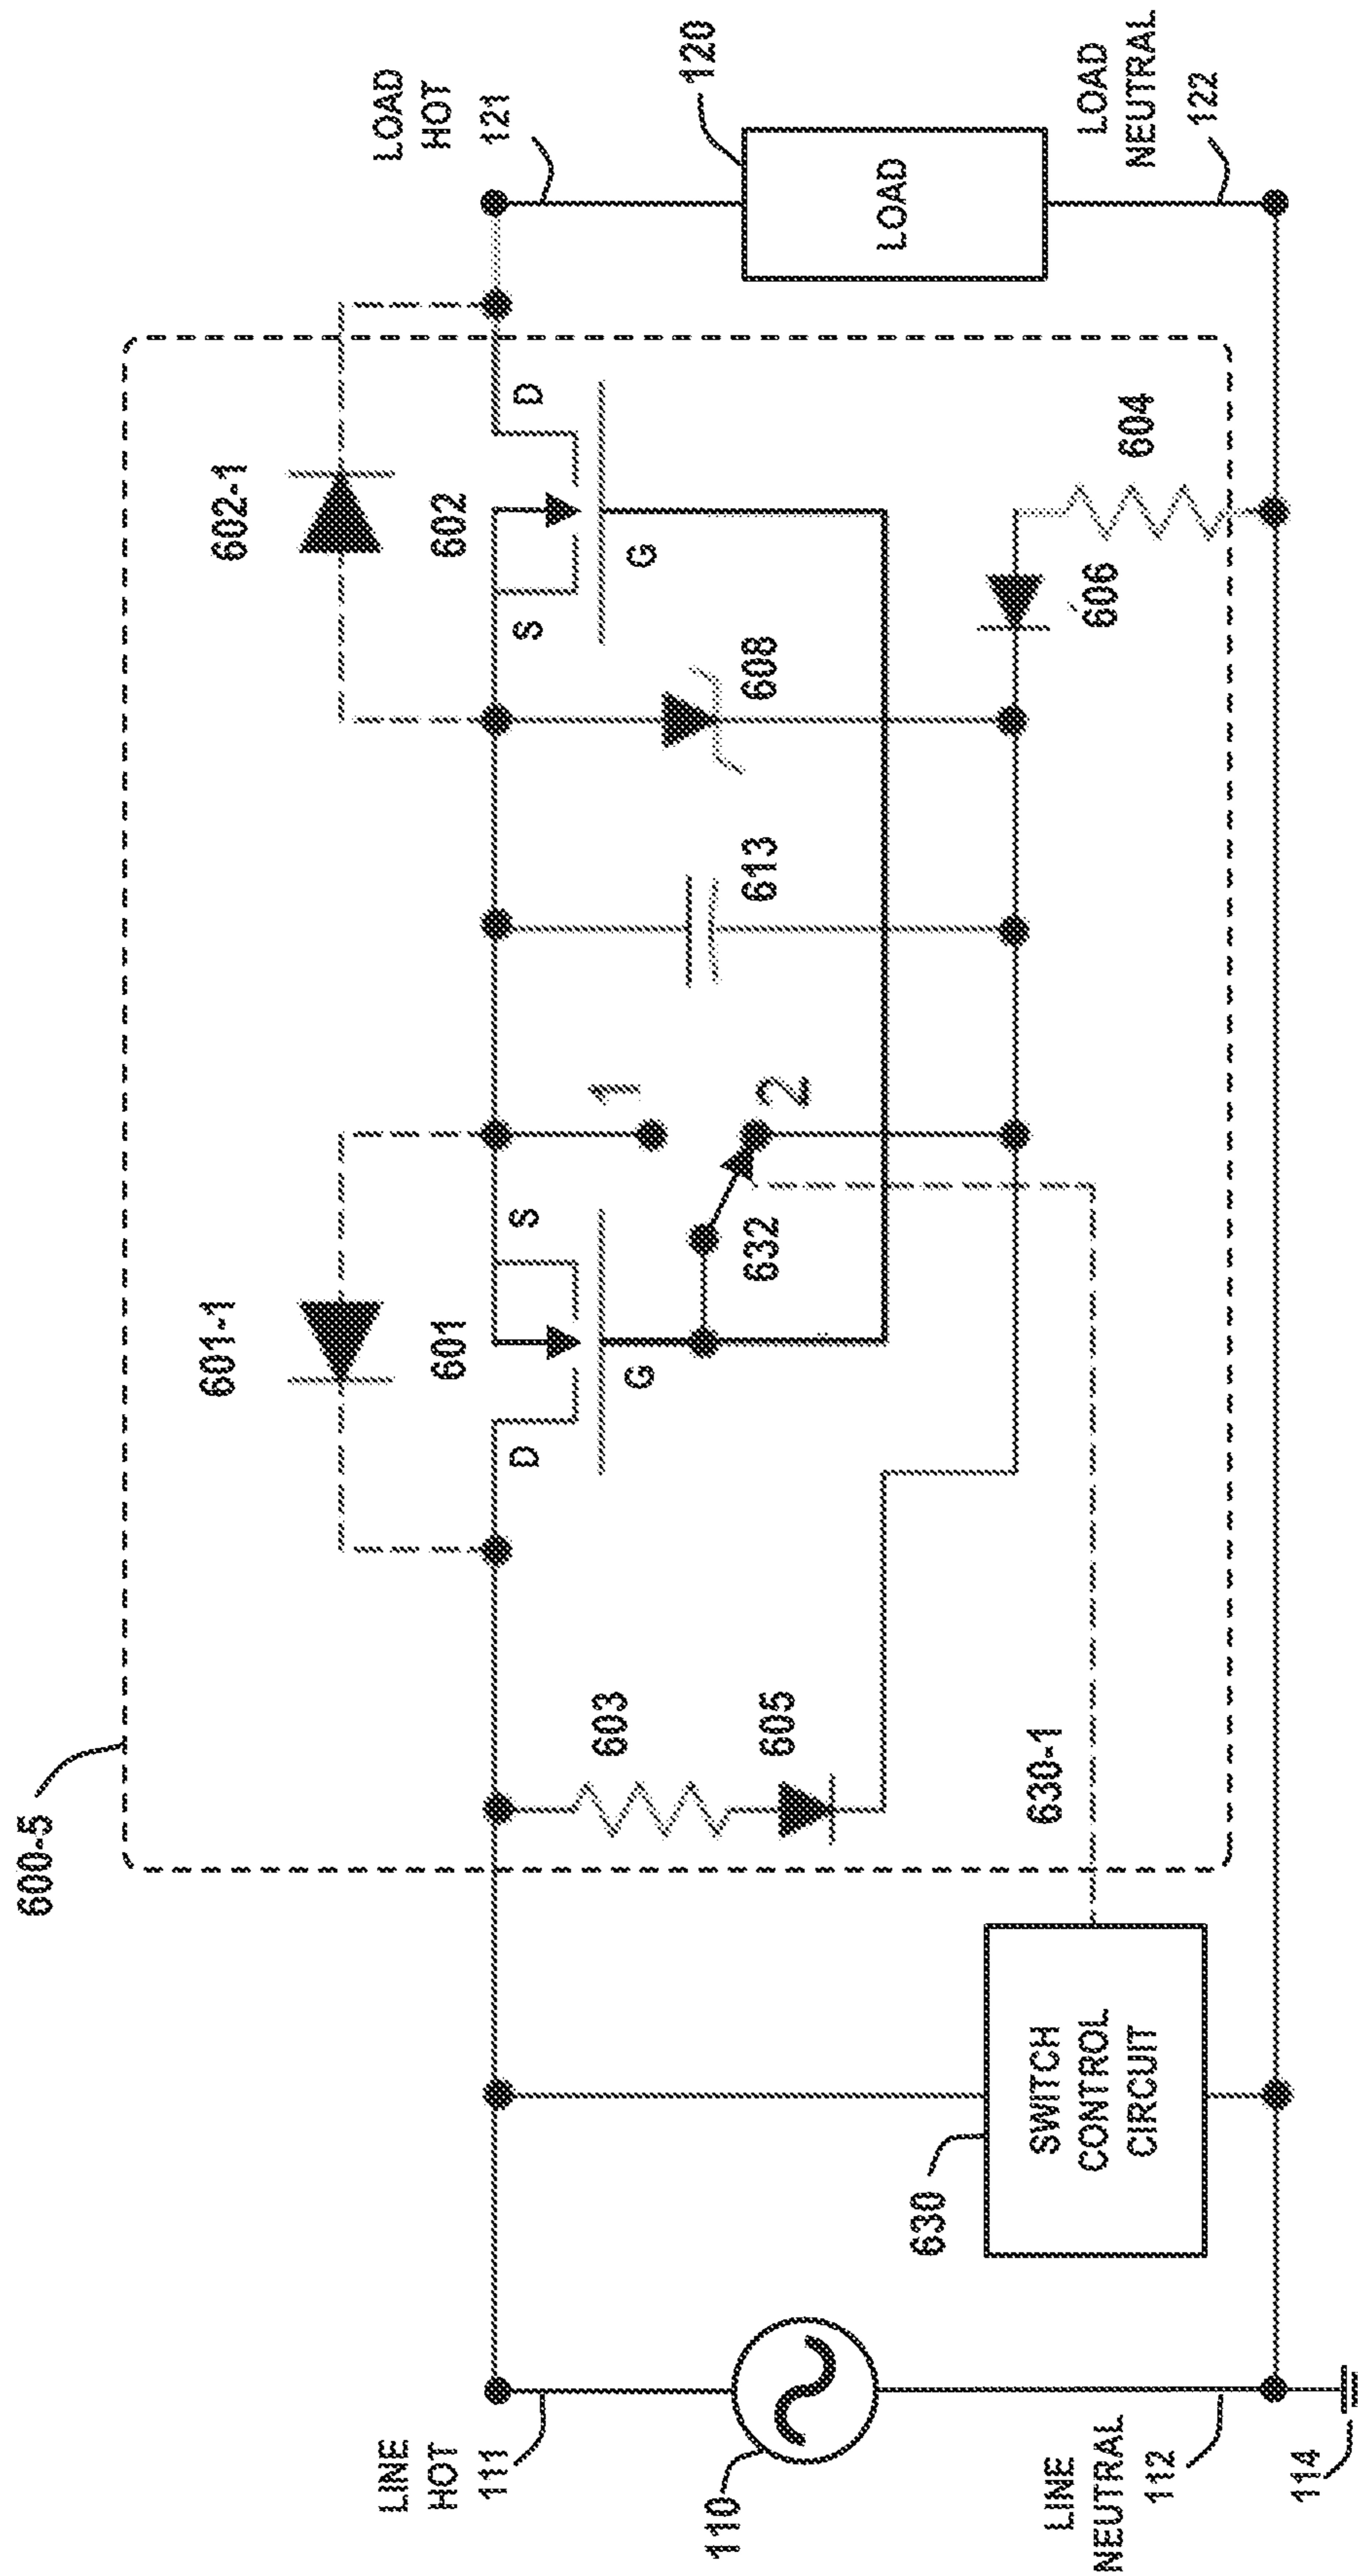 600-5
601-1
602-1
LINE
HOT
111
601
602
LOAD
HOT
121
D
S
S
D
603
G
G
605
632
1
2
613
608
110
120
LOAD
630
SWITCH
CONTROL
CIRCUIT
630-1
606
604
LINE
NEUTRAL
112
LOAD
NEUTRAL
122
114